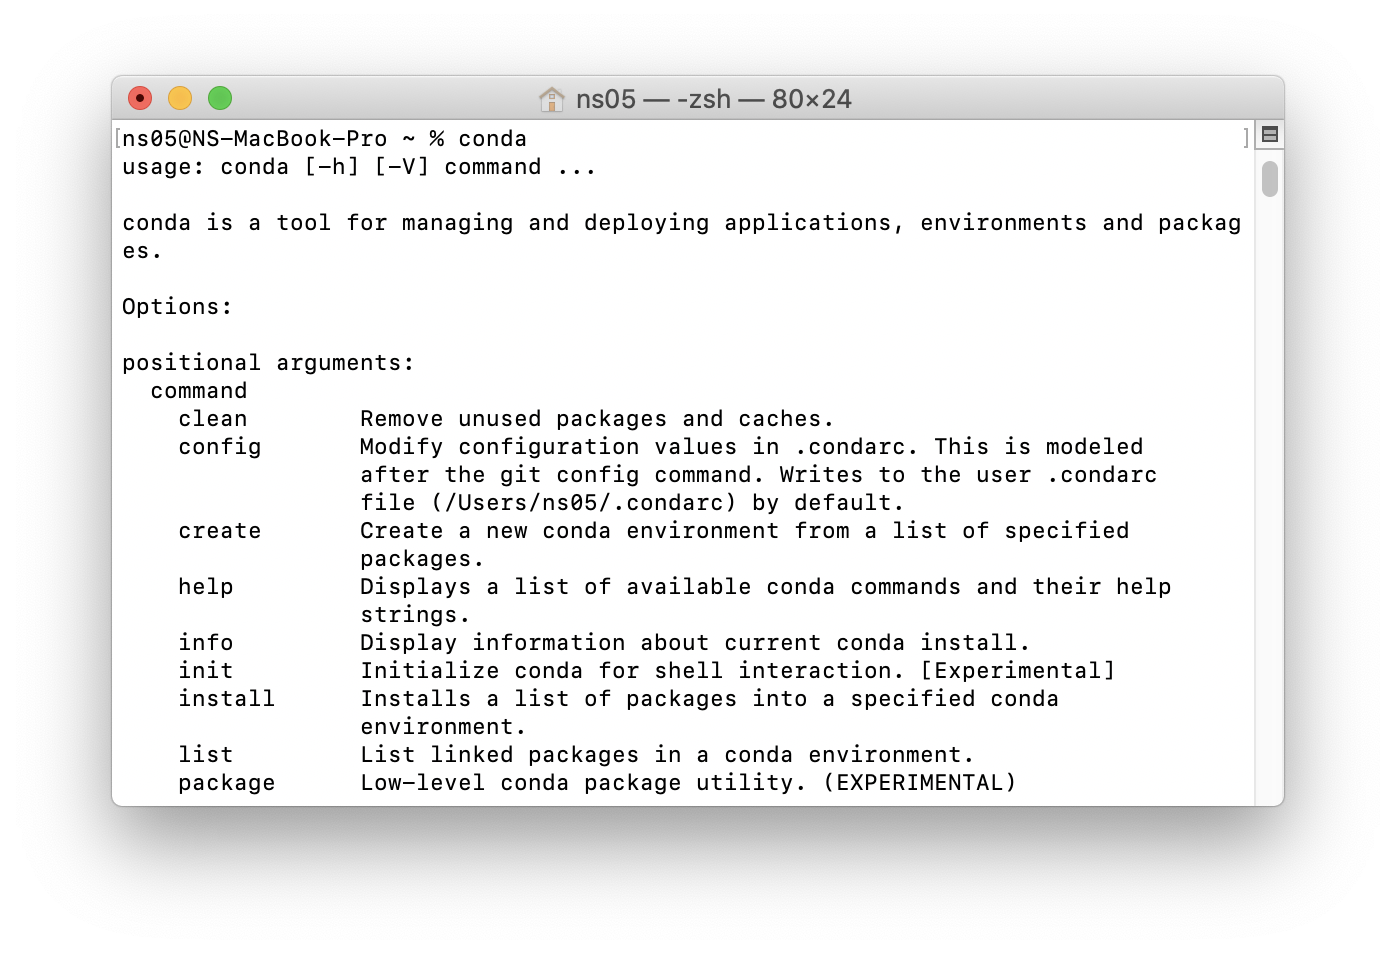 ns05 — -zsh — 80×24
[ns05@NS-MacBook-Pro ~ % conda ]
usage: conda [-h] [-V] command ...
conda is a tool for managing and deploying applications, environments and packag
es.
Options:
positional arguments:
  command
    clean        Remove unused packages and caches.
    config       Modify configuration values in .condarc. This is modeled
                 after the git config command. Writes to the user .condarc
                 file (/Users/ns05/.condarc) by default.
    create       Create a new conda environment from a list of specified
                 packages.
    help         Displays a list of available conda commands and their help
                 strings.
    info         Display information about current conda install.
    init         Initialize conda for shell interaction. [Experimental]
    install      Installs a list of packages into a specified conda
                 environment.
    list         List linked packages in a conda environment.
    package      Low-level conda package utility. (EXPERIMENTAL)